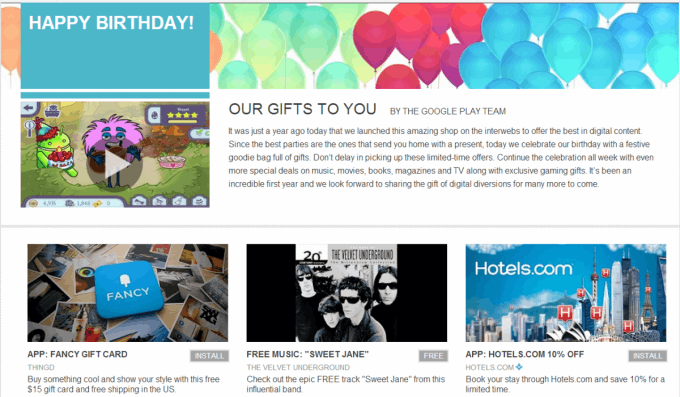 HAPPY BIRTHDAY!
OUR GIFTS TO YOU BY THE GOOGLE PLAY TEAM
It was just a year ago today that we launched this amazing shop on the interwebs to offer the best in digital content.
Since the best parties are the ones that send you home with a present, today we celebrate our birthday with a festive
goodie bag full of gifts. Don't delay in picking up these limited-time offers. Continue the celebration all week with even
more special deals on music, movies, books, magazines and TV along with exclusive gaming gifts. It's been an
incredible first year and we look forward to sharing the gift of digital diversions for many more to come.
FANCY
20th THE VELVET UNDERGROUND
Hotels.com
H
H
H
H
APP: FANCY GIFT CARD INSTALL
THINGD
Buy something cool and show your style with this free
$15 gift card and free shipping in the US.
FREE MUSIC: "SWEET JANE" FREE
THE VELVET UNDERGROUND
Check out the epic FREE track "Sweet Jane" from this
influential band.
APP: HOTELS.COM 10% OFF INSTALL
HOTELS.COM
Book your stay through Hotels.com and save 10% for a
limited time.